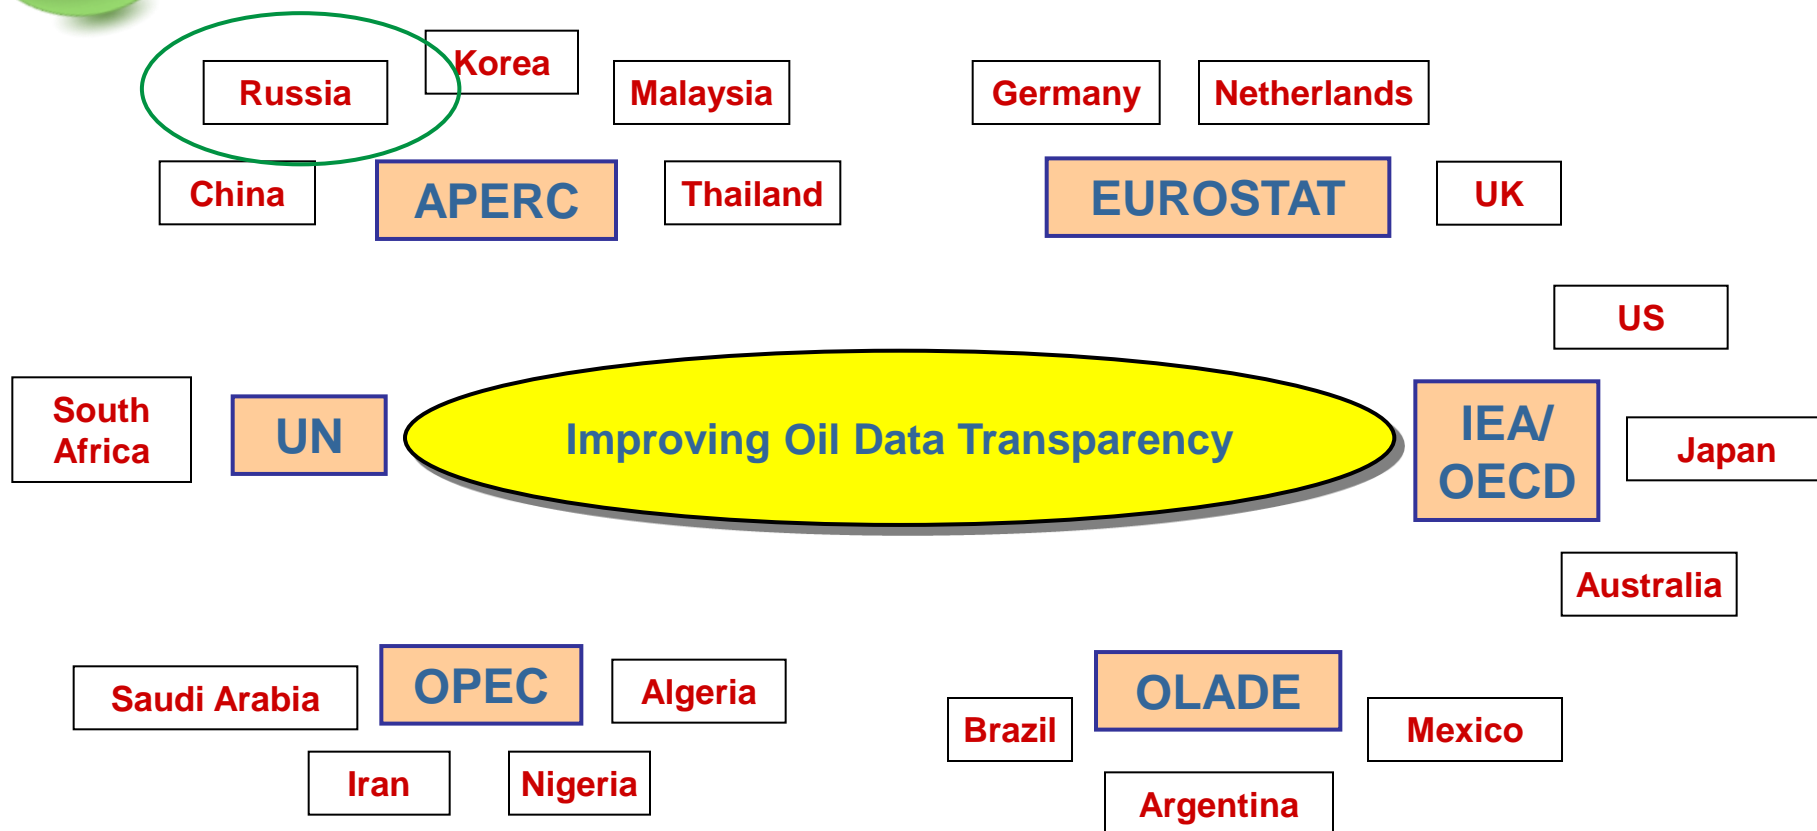 Korea
Russia
Malaysia
Germany
Netherlands
China
APERC
Thailand
EUROSTAT
UK
US
South
Africa
UN
Improving Oil Data Transparency
IEA/
OECD
Japan
Australia
Saudi Arabia
OPEC
Algeria
OLADE
Brazil
Mexico
Iran
Nigeria
Argentina